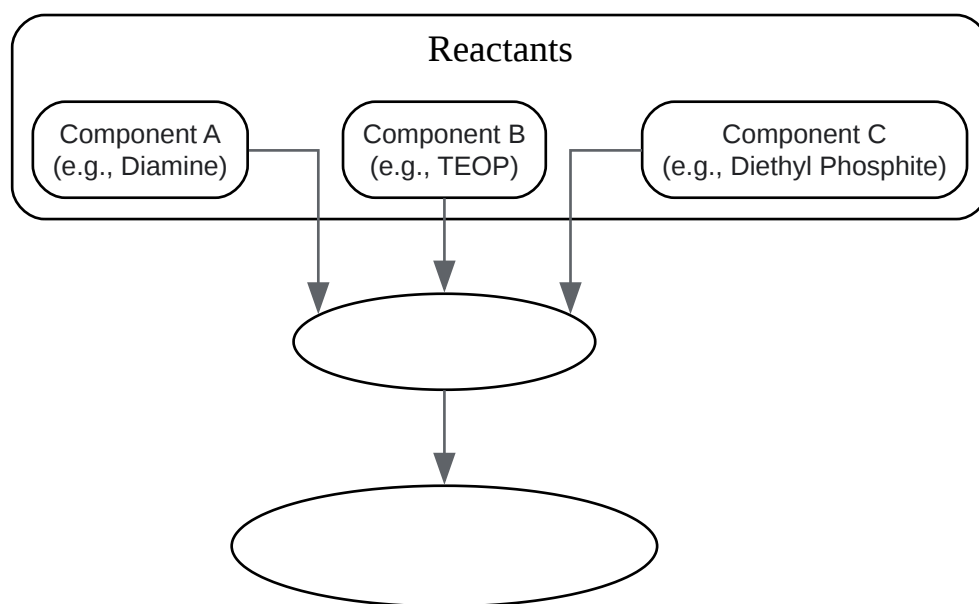 Reactants
Component A
(e.g., Diamine)
Component B
(e.g., TEOP)
Component C
(e.g., Diethyl Phosphite)